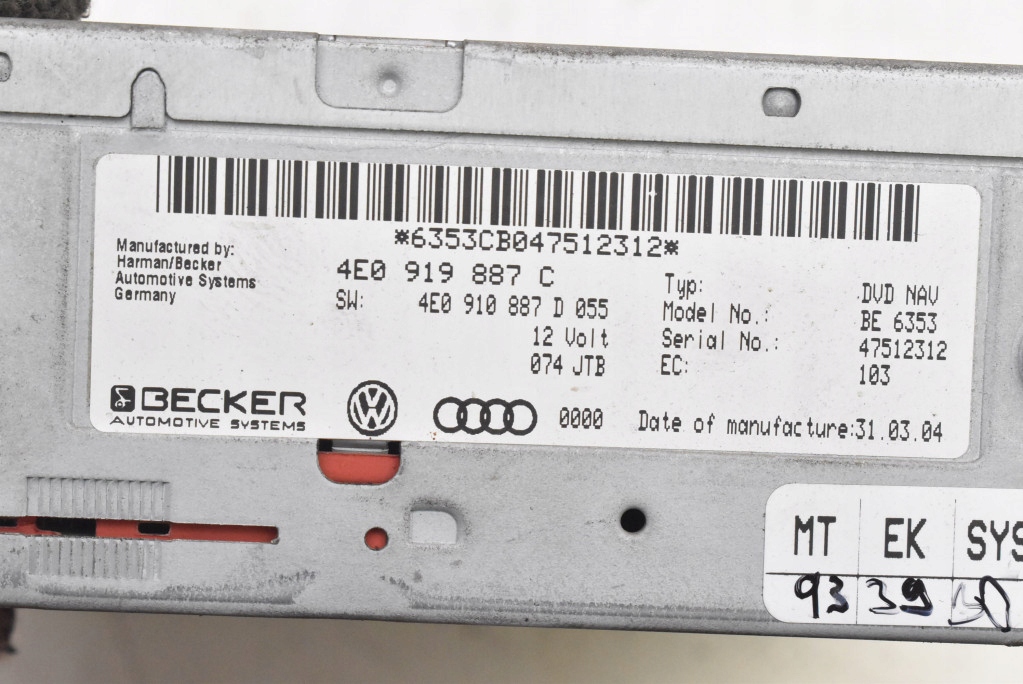 *6353CB047512312*
Manufactured by:
Harman/Becker
Automotive Systems
Germany
4E0 919 887 C
SW: 4E0 910 887 D 055
12 Volt
074 JTB
Typ: DVD NAV
Model No.: BE 6353
Serial No.: 47512312
EC: 103
BECKER
AUTOMOTIVE SYSTEMS
VW
0000
Date of manufacture:31.03.04
MT EK SYS
93 39